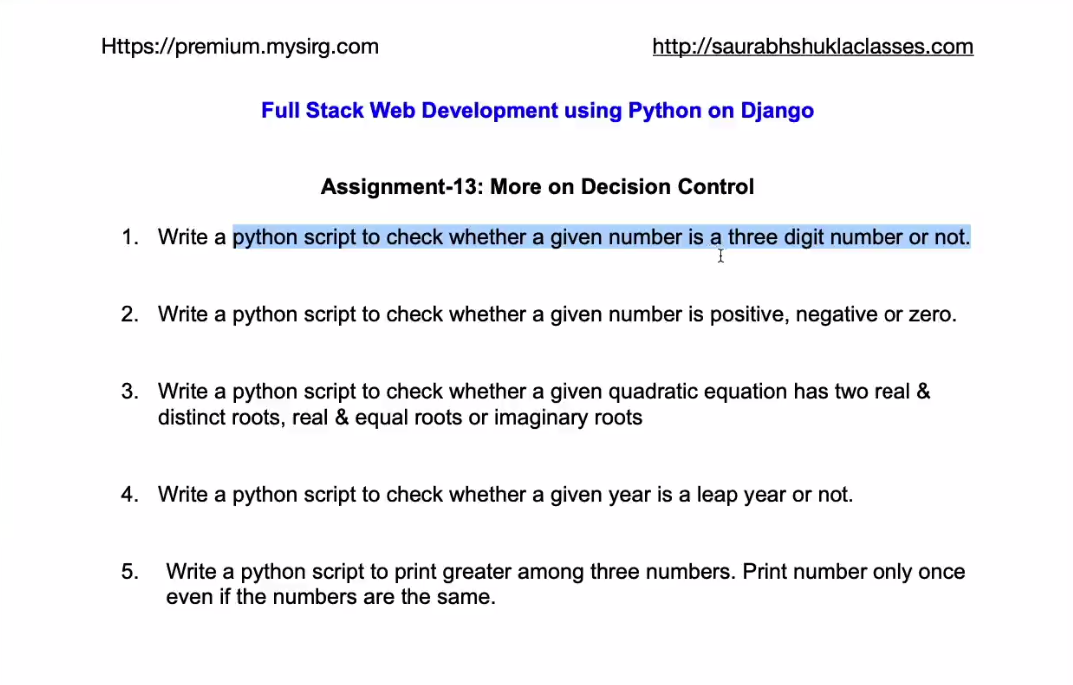 Https://premium.mysirg.com
http://saurabhshuklaclasses.com
Full Stack Web Development using Python on Django
Assignment-13: More on Decision Control
1. Write a python script to check whether a given number is a three digit number or not.
2. Write a python script to check whether a given number is positive, negative or zero.
3. Write a python script to check whether a given quadratic equation has two real &
distinct roots, real & equal roots or imaginary roots
4. Write a python script to check whether a given year is a leap year or not.
5. Write a python script to print greater among three numbers. Print number only once
even if the numbers are the same.